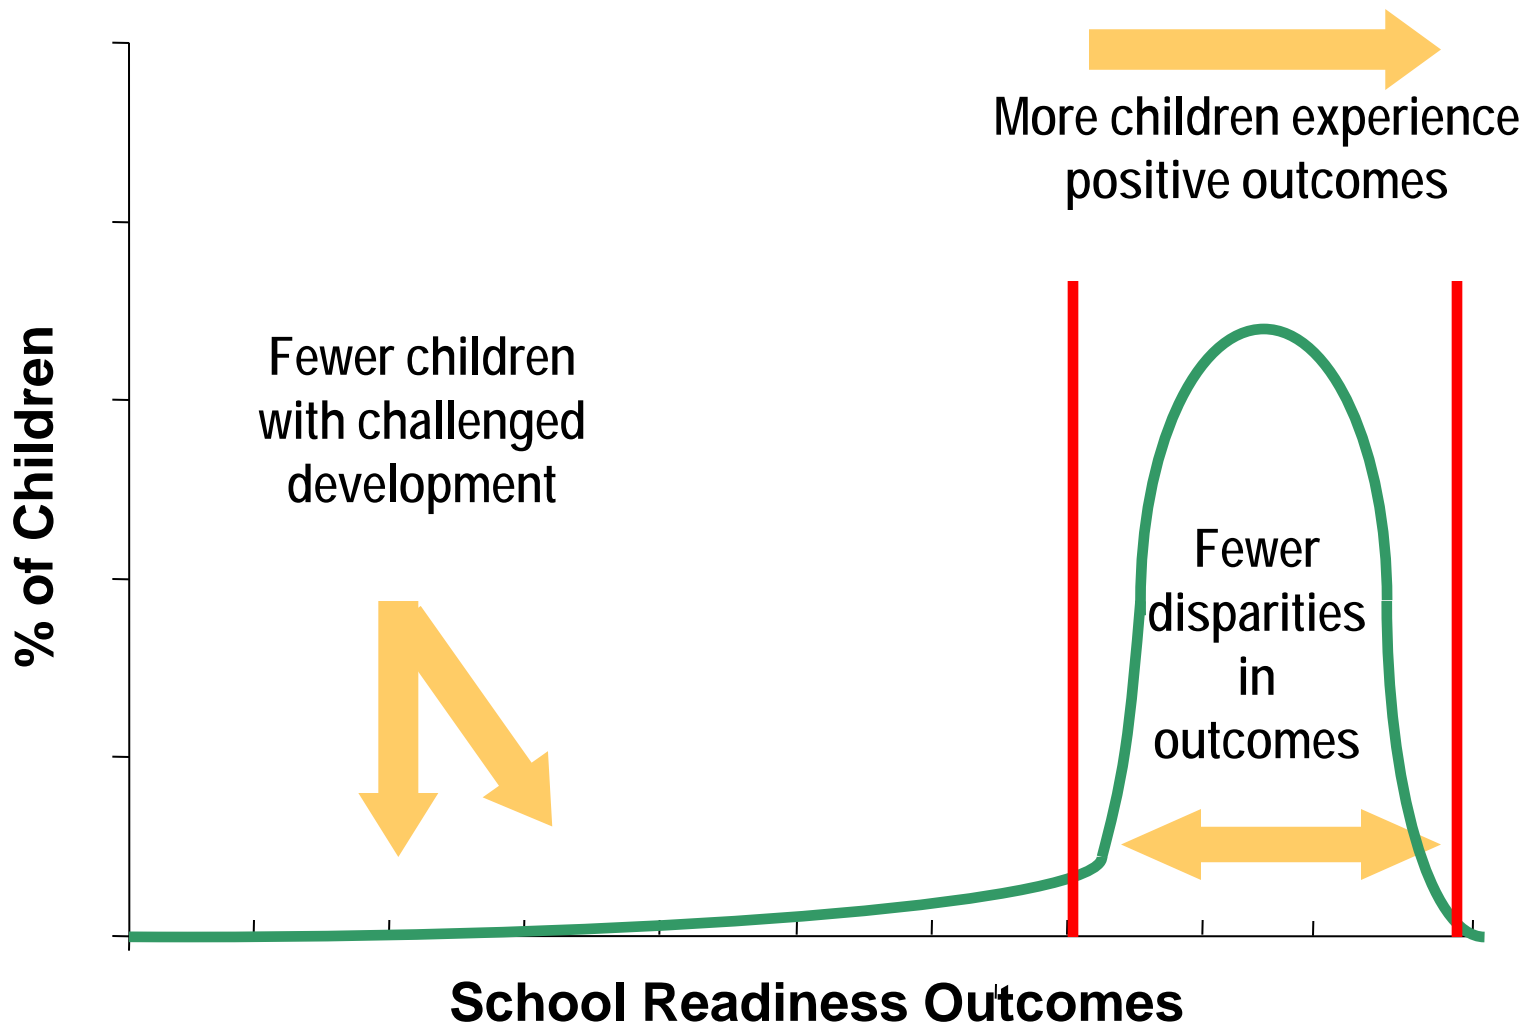 More children experience
positive outcomes
Fewer children
with challenged
development
Fewer
disparities
in
outcomes
% of Children
School Readiness Outcomes